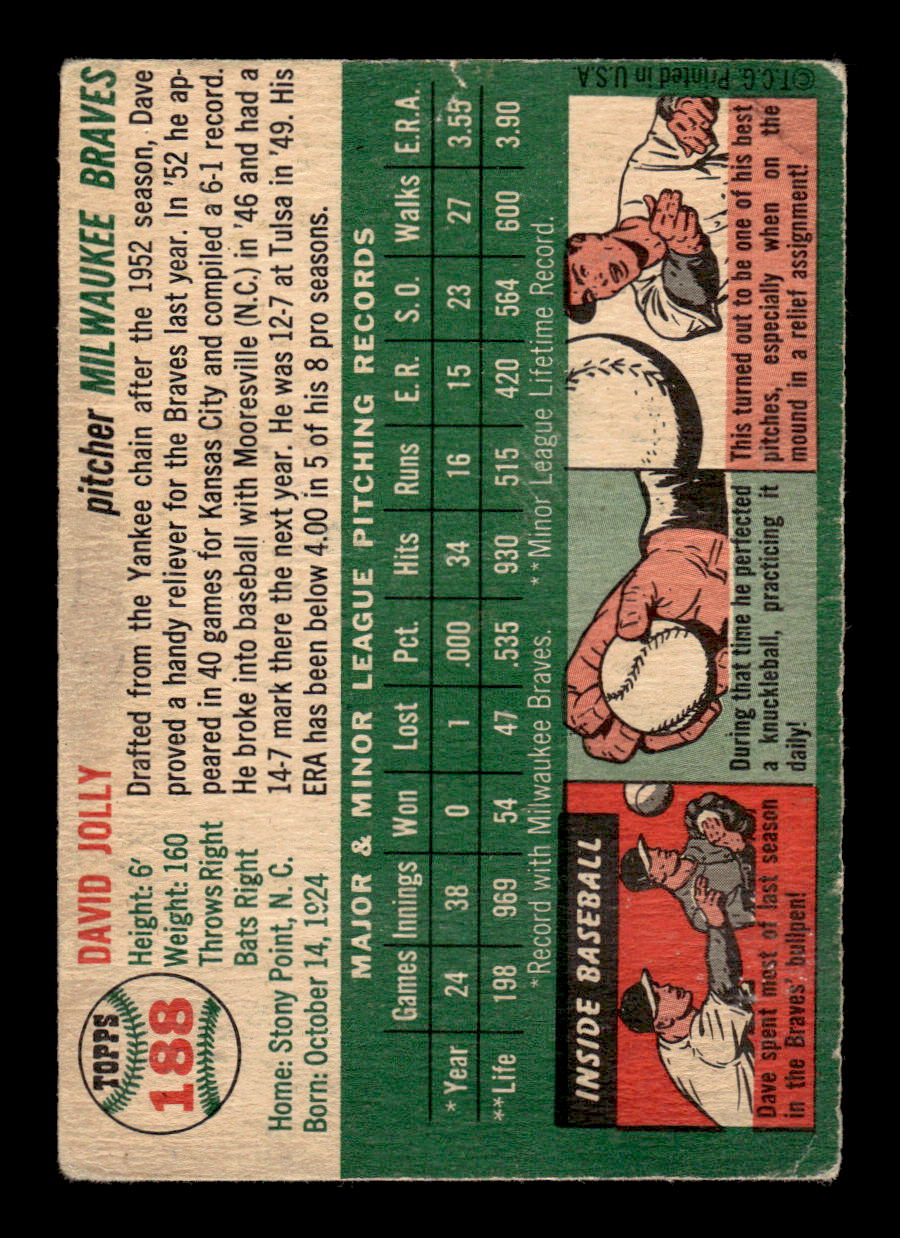 TOPPS
188
DAVID JOLLY
pitcher MILWAUKEE BRAVES
Height: 6'
Weight: 160
Throws Right
Bats Right
Home: Stony Point, N. C.
Born: October 14, 1924
Drafted from the Yankee chain after the 1952 season, Dave
proved a handy reliever for the Braves last year. In '52 he ap-
peared in 40 games for Kansas City and compiled a 6-1 record.
He broke into baseball with Mooresville (N.C.) in '46 and had a
14-7 mark there the next year. He was 12-7 at Tulsa in '49. His
ERA has been below 4.00 in 5 of his 8 pro seasons.
MAJOR & MINOR LEAGUE PITCHING RECORDS
Games Innings Won Lost Pct. Hits Runs E.R. S.O. Walks E.R.A.
* Year 24 38 0 1 .000 34 16 15 23 27 3.55
**Life 198 969 54 47 .535 930 515 420 564 600 3.90
*Record with Milwaukee Braves. **Minor League Lifetime Record.
INSIDE BASEBALL
Dave spent most of last season
in the Braves' bullpen!
During that time he perfected
a knuckleball, practicing it
daily!
This turned out to be one of his best
pitches, especially when on the
mound in a relief assignment!
©T.C.G. Printed in U.S.A